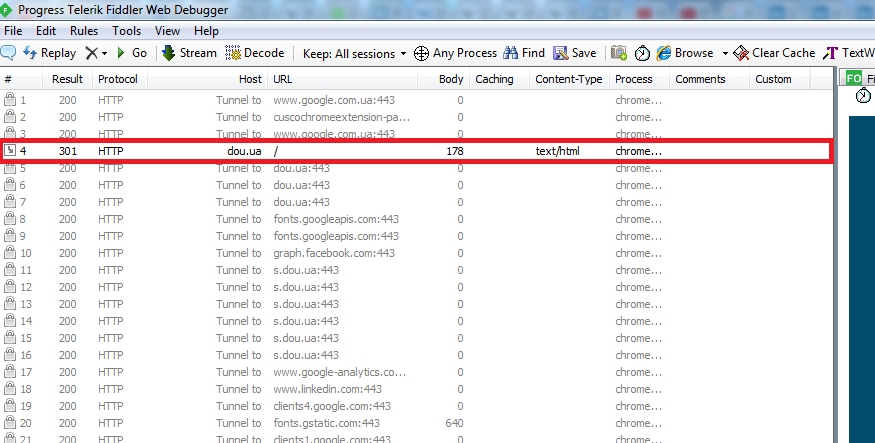 Progress Telerik Fiddler Web Debugger
File Edit Rules Tools View Help
Replay Go Stream Decode Keep: All sessions Any Process Find Save Browse Clear Cache TextW
# Result Protocol Host URL Body Caching Content-Type Process Comments Custom FO Fi
1 200 HTTP Tunnel to www.google.com.ua:443 0 chrome...
2 200 HTTP Tunnel to cuscochromeextension-pa... 0 chrome...
3 200 HTTP Tunnel to www.google.com.ua:443 0 chrome...
4 301 HTTP dou.ua / 178 text/html chrome...
5 200 HTTP Tunnel to dou.ua:443 0 chrome...
6 200 HTTP Tunnel to dou.ua:443 0 chrome...
7 200 HTTP Tunnel to dou.ua:443 0 chrome...
8 200 HTTP Tunnel to fonts.googleapis.com:443 0 chrome...
9 200 HTTP Tunnel to fonts.googleapis.com:443 0 chrome...
10 200 HTTP Tunnel to graph.facebook.com:443 0 chrome...
11 200 HTTP Tunnel to s.dou.ua:443 0 chrome...
12 200 HTTP Tunnel to s.dou.ua:443 0 chrome...
13 200 HTTP Tunnel to s.dou.ua:443 0 chrome...
14 200 HTTP Tunnel to s.dou.ua:443 0 chrome...
15 200 HTTP Tunnel to s.dou.ua:443 0 chrome...
16 200 HTTP Tunnel to s.dou.ua:443 0 chrome...
17 200 HTTP Tunnel to www.google-analytics.co... 0 chrome...
18 200 HTTP Tunnel to www.linkedin.com:443 0 chrome...
19 200 HTTP Tunnel to clients4.google.com:443 0 chrome...
20 200 HTTP Tunnel to fonts.gstatic.com:443 640 chrome...
21 200 HTTP Tunnel to clients1.google.com:443 0 chrome...